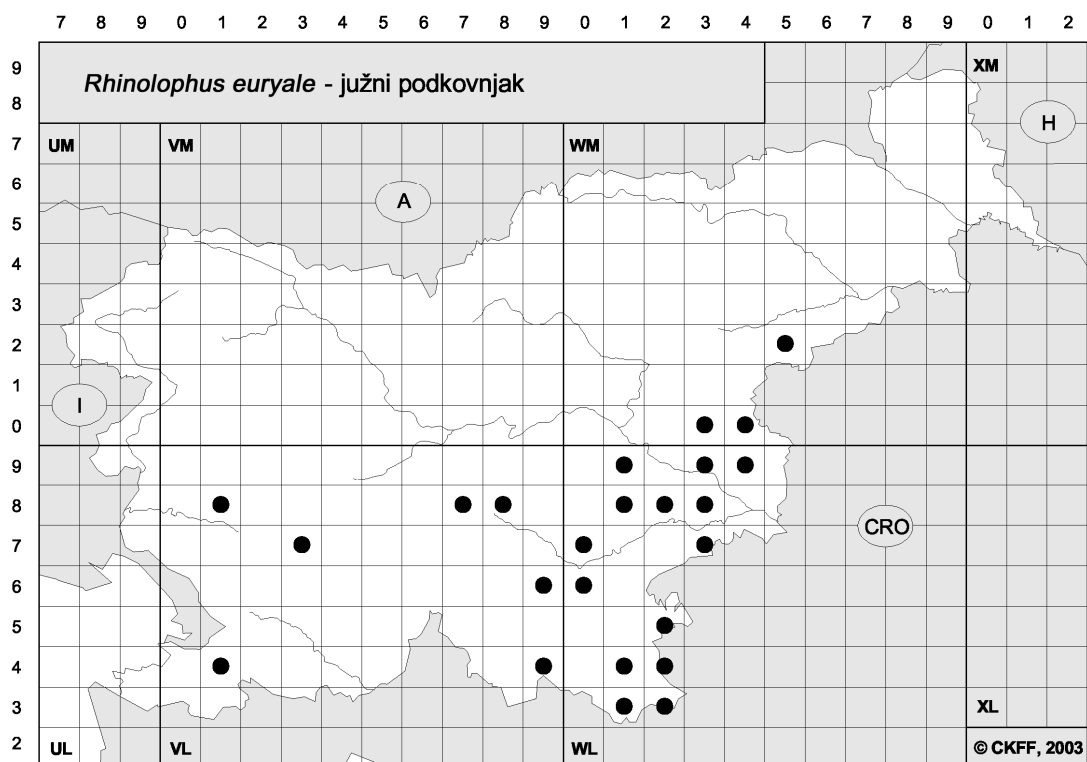 7 8 9 0 1 2 3 4 5 6 7 8 9 0 1 2 3 4 5 6 7 8 9 0 1 2
9
Rhinolophus euryale - južni podkovnjak
XM
8
H
7
UM VM WM
6
A
5
4
3
2
1
I
0
9
8
7
CRO
6
5
4
3
XL
2
UL VL WL © CKFF, 2003